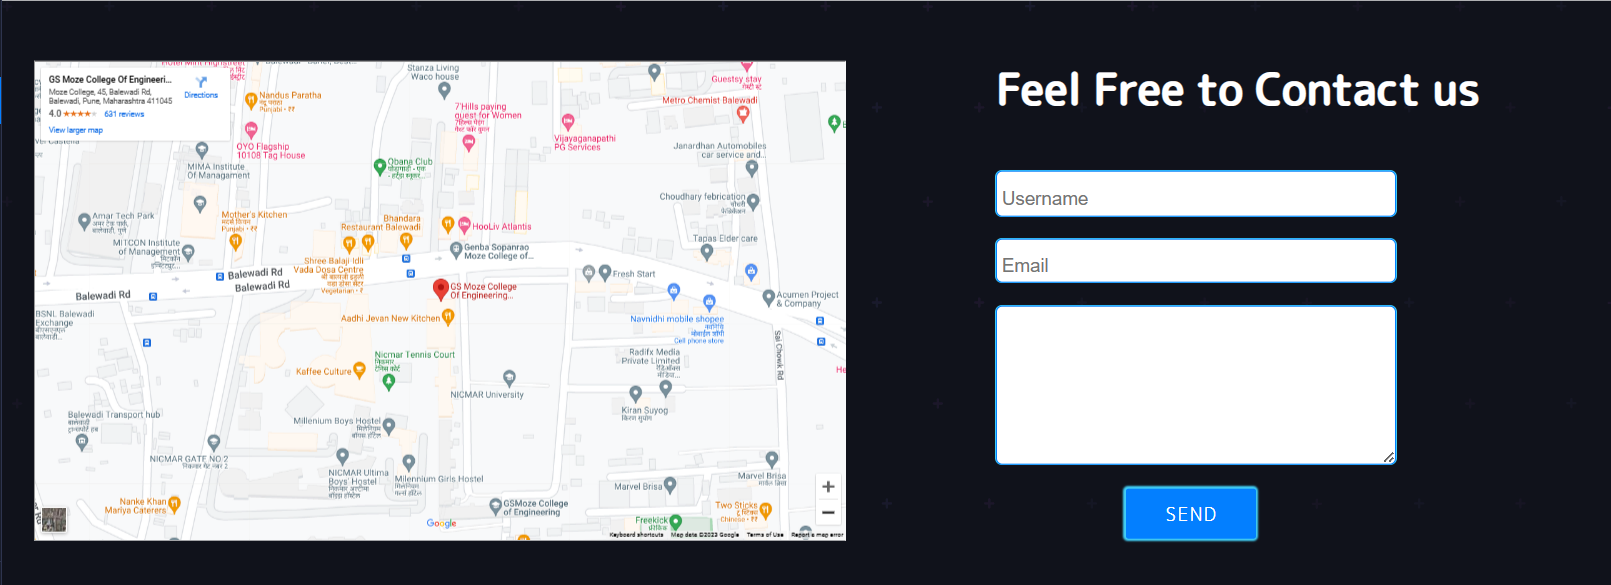 GS Moze College Of Engineeri...
Moze College, 45, Balewadi Rd,
Balewadi, Pune, Maharashtra 411045
4.0
631 reviews
View larger map
Directions
Stanza Living
Waco house
Guestsy stay
Nandus Paratha
Metro Chemist Balewadi
7'Hills paying
guest for Women
OYO Flagship
10108 Tag House
Vijayaganapathi
PG Services
Janardhan Automobiles
car service and...
Obana Club
MIMA Institute
Of Managament
Choudhary febrication
Amar Tech Park
Mother's Kitchen
Bhandara
Restaurant Balewadi
HooLiv Atlantis
Tapas Elder care
MITCON Institute
of Management
Genba Sopanrao
Moze College of...
Shree Balaji Idli
Vada Dosa Centre
श्री बालाजी इडली
वडा डोसा सेंटर
Vegetarian • ₹₹
Balewadi Rd
Balewadi Rd
Balewadi Rd
Fresh Start
GS Moze College
Of Engineering...
Acumen Project
& Company
BSNL Balewadi
Exchange
Aadhi Jevan New Kitchen
Navnidhi mobile shopee
Cell phone store
Sai Chowk Rd
Nicmar Tennis Court
Radifx Media
Private Limited
Kaffee Culture
NICMAR University
Kiran Suyog
Balewadi Transport hub
Millenium Boys Hostel
NICMAR GATE NO.2
NICMAR Ultima
Boys' Hostel
Milennium Girls Hostel
Marvel Brisa
Marvel Brisa
Nanke Khan
Mariya Caterers
GSMoze College
of Engineering
Two Sticks
Chinese • ₹₹
Freekick
Google
Keyboard shortcuts Map data ©2023 Google Terms of Use Report a map error
Feel Free to Contact us
Username
Email
SEND